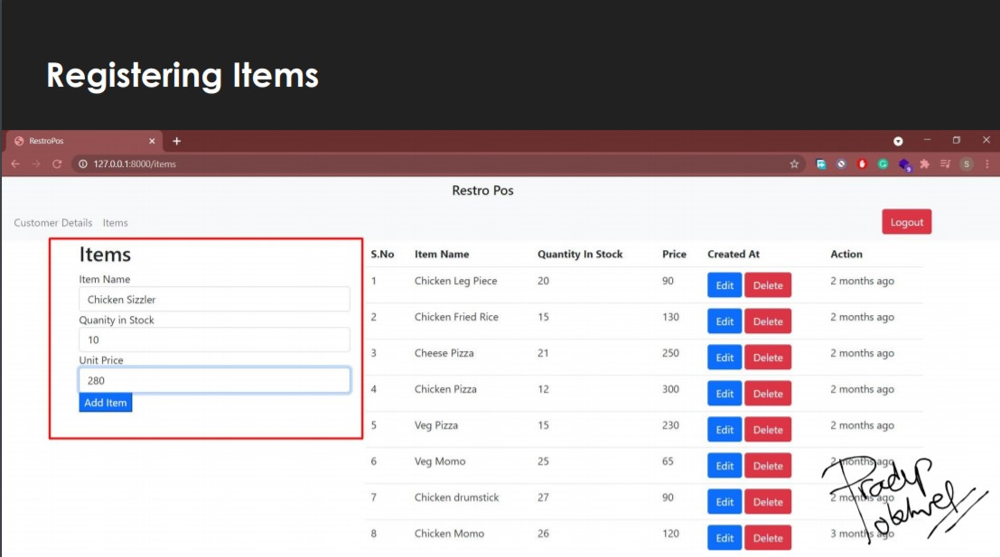 Registering Items
RestroPos
127.0.0.1:8000/items
S
Restro Pos
Customer Details Items
Logout
Items
Item Name
Chicken Sizzler
Quanity in Stock
10
Unit Price
280
Add Item
S.No Item Name Quantity In Stock Price Created At Action
1 Chicken Leg Piece 20 90 Edit Delete 2 months ago
2 Chicken Fried Rice 15 130 Edit Delete 2 months ago
3 Cheese Pizza 21 250 Edit Delete 2 months ago
4 Chicken Pizza 12 300 Edit Delete 2 months ago
5 Veg Pizza 15 230 Edit Delete 2 months ago
6 Veg Momo 25 65 Edit Delete 2 months ago
7 Chicken drumstick 27 90 Edit Delete 2 months ago
8 Chicken Momo 26 120 Edit Delete 3 months ago